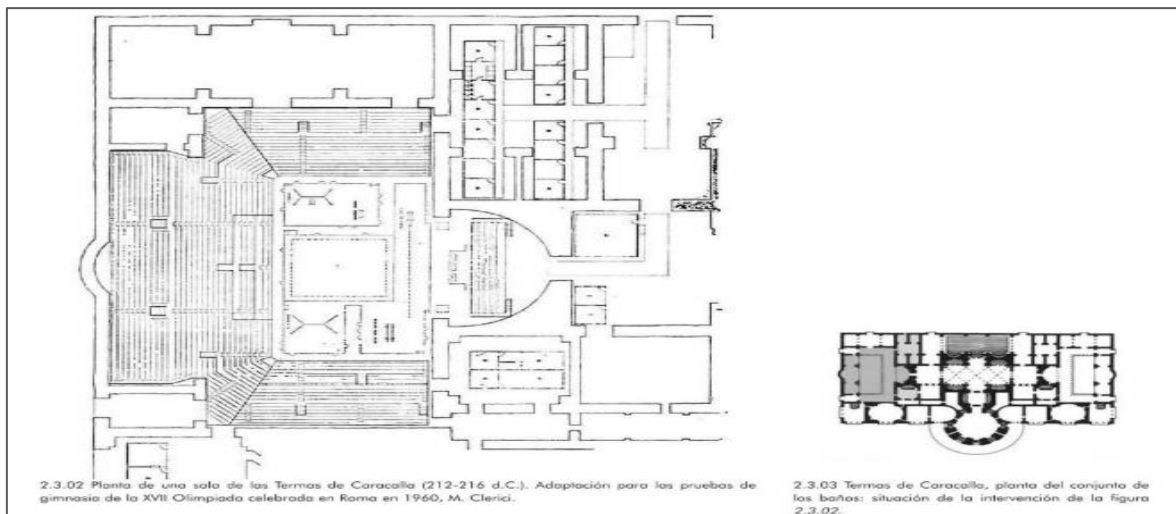 2.3.02 Planta de una sala de las Termas de Caracalla (212-216 d.C.). Adaptación para las pruebas de
gimnasia de la XVII Olimpiada celebrada en Roma en 1960, M. Clerici.
2.3.03 Termas de Caracalla, planta del conjunto de
los baños: situación de la intervención de la figura
2.3.02.